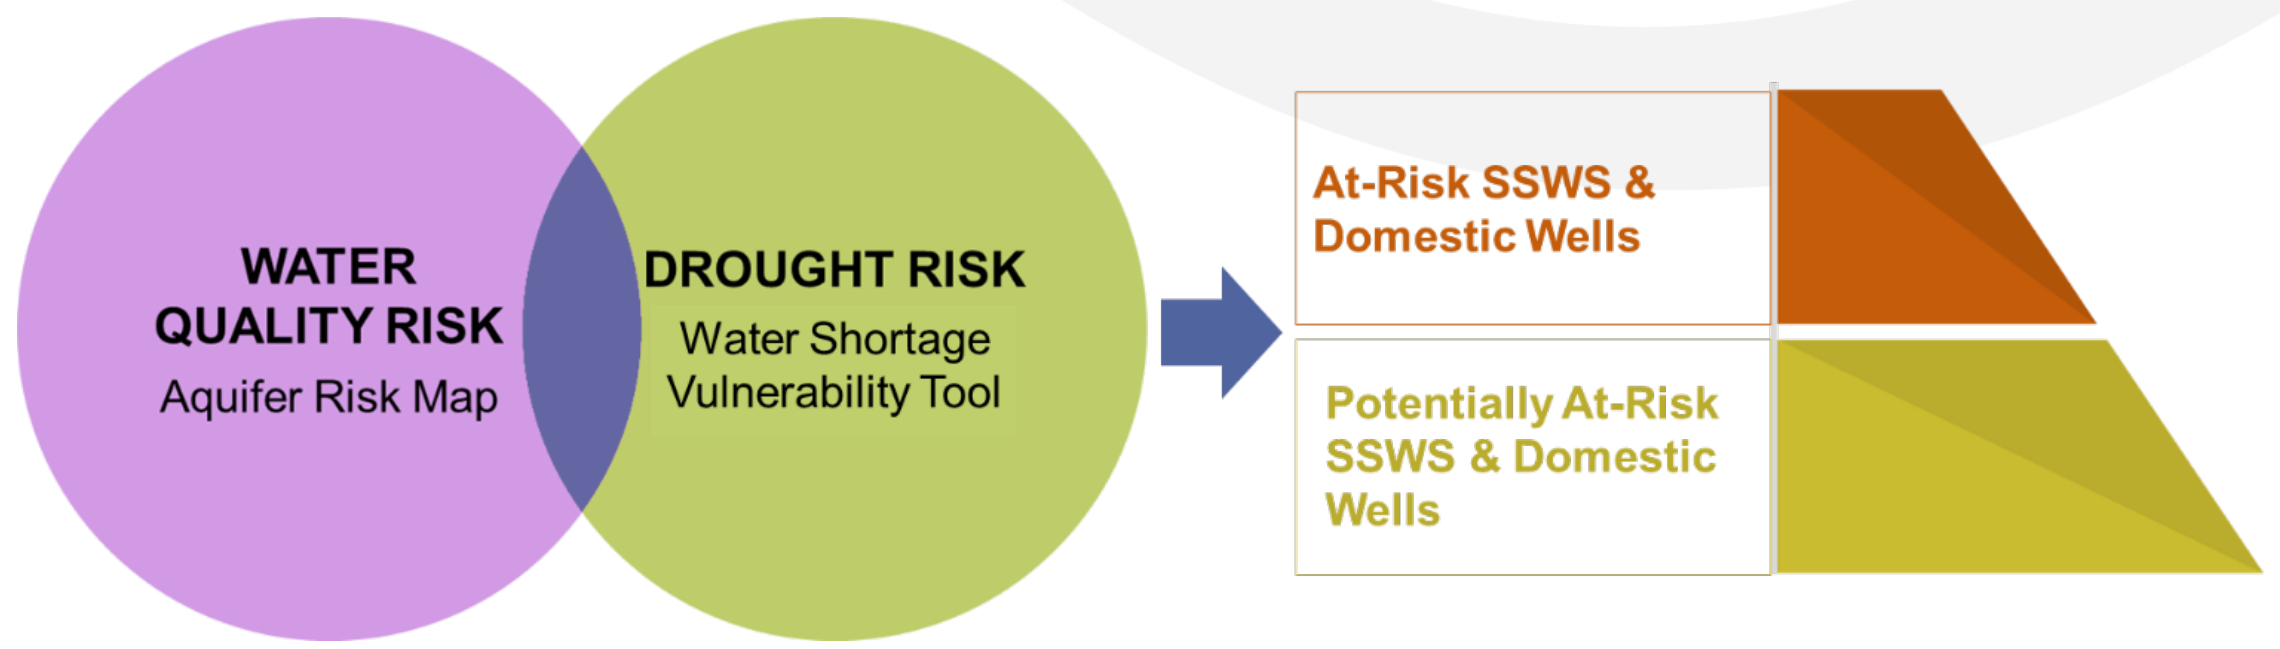 WATER
QUALITY RISK
Aquifer Risk Map
DROUGHT RISK
Water Shortage
Vulnerability Tool
At-Risk SSWS &
Domestic Wells
Potentially At-Risk
SSWS & Domestic
Wells